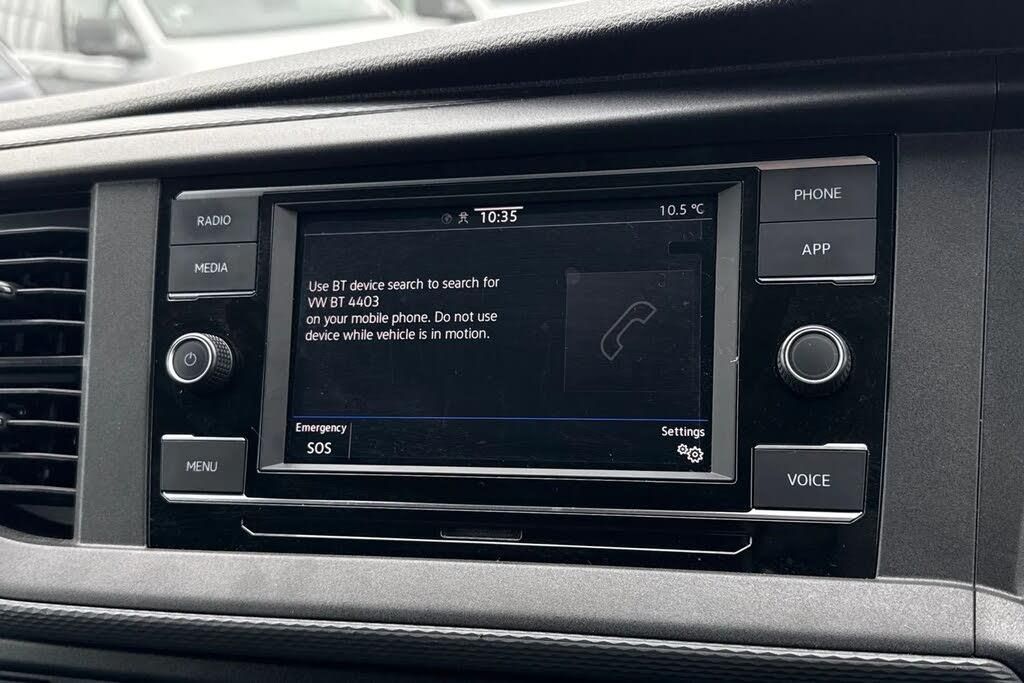 RADIO
MEDIA
MENU
10:35
10.5 °C
Use BT device search to search for
VW BT 4403
on your mobile phone. Do not use
device while vehicle is in motion.
Emergency
SOS
Settings
PHONE
APP
VOICE